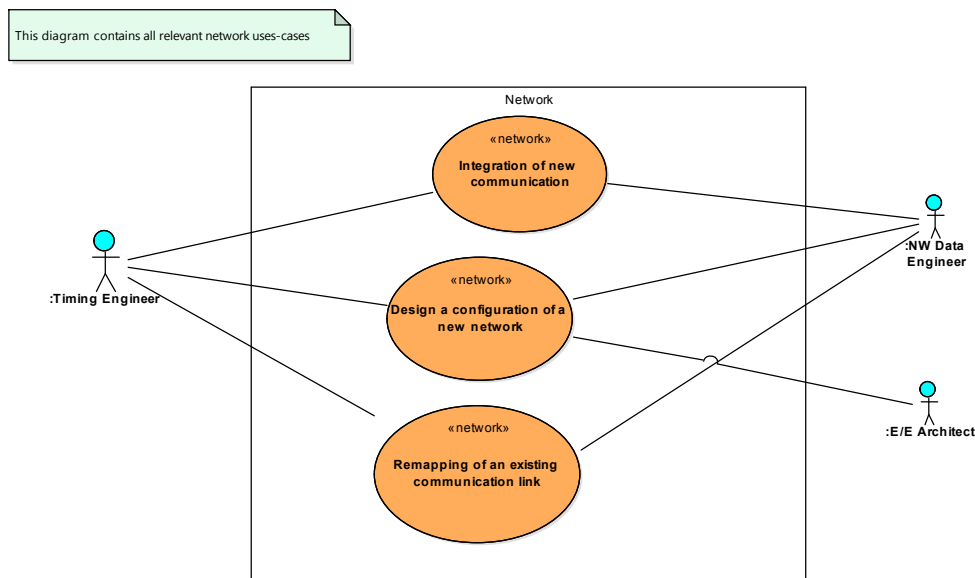 This diagram contains all relevant network uses-cases
Network
«network»
Integration of new
communication
:Timing Engineer
«network»
Design a configuration of a
new network
:NW Data
Engineer
«network»
Remapping of an existing
communication link
:E/E Architect